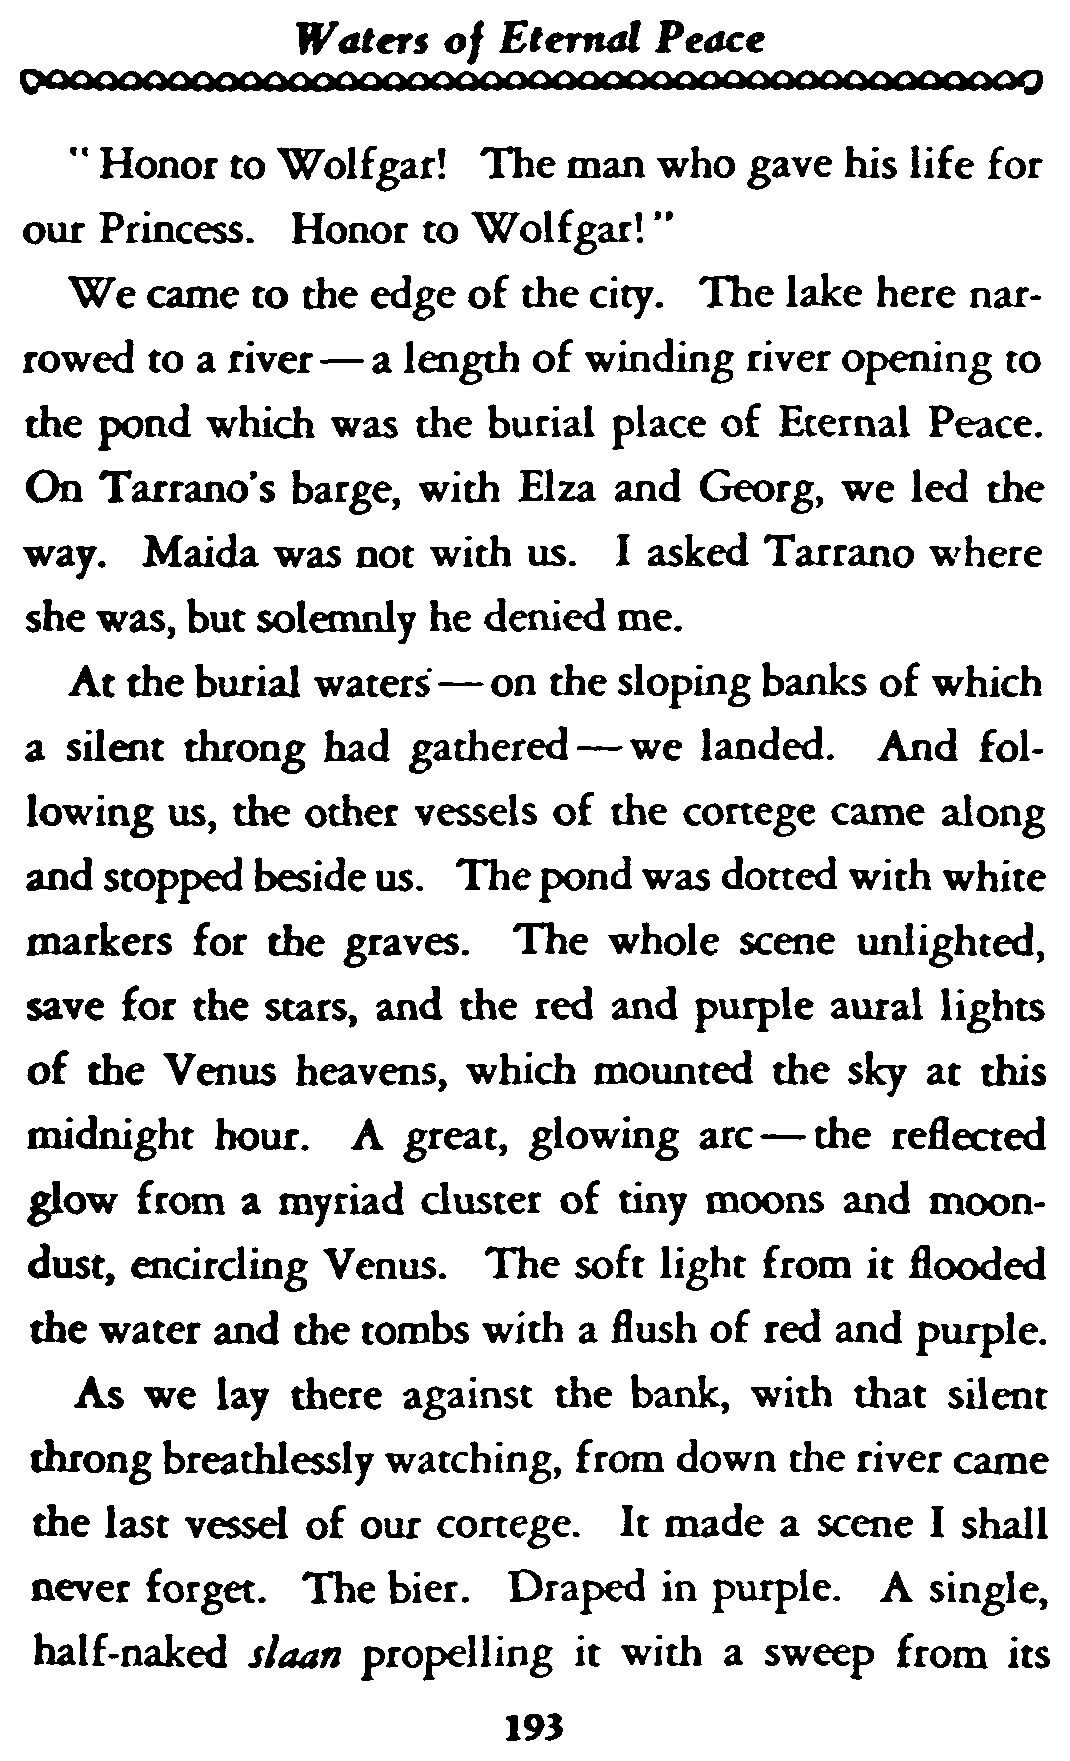 Waters of Eternal Peace
"Honor to Wolfgar! The man who gave his life for
our Princess. Honor to Wolfgar!"
We came to the edge of the city. The lake here nar-
rowed to a river—a length of winding river opening to
the pond which was the burial place of Eternal Peace.
On Tarrano's barge, with Elza and Georg, we led the
way. Maida was not with us. I asked Tarrano where
she was, but solemnly he denied me.
At the burial waters—on the sloping banks of which
a silent throng had gathered—we landed. And fol-
lowing us, the other vessels of the cortege came along
and stopped beside us. The pond was dotted with white
markers for the graves. The whole scene unlighted,
save for the stars, and the red and purple aural lights
of the Venus heavens, which mounted the sky at this
midnight hour. A great, glowing arc—the reflected
glow from a myriad cluster of tiny moons and moon-
dust, encircling Venus. The soft light from it flooded
the water and the tombs with a flush of red and purple.
As we lay there against the bank, with that silent
throng breathlessly watching, from down the river came
the last vessel of our cortege. It made a scene I shall
never forget. The bier. Draped in purple. A single,
half-naked slaan propelling it with a sweep from its
193